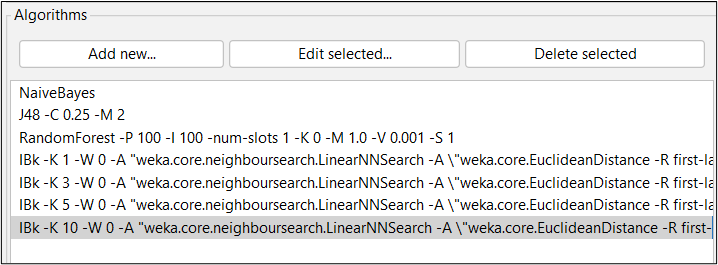 Algorithms
Add new...
Edit selected...
Delete selected
NaiveBayes
J48 -C 0.25 -M 2
RandomForest -P 100 -I 100 -num-slots 1 -K 0 -M 1.0 -V 0.001 -S 1
IBk -K 1 -W 0 -A "weka.core.neighboursearch.LinearNNSearch -A \"weka.core.EuclideanDistance -R first-la
IBk -K 3 -W 0 -A "weka.core.neighboursearch.LinearNNSearch -A \"weka.core.EuclideanDistance -R first-la
IBk -K 5 -W 0 -A "weka.core.neighboursearch.LinearNNSearch -A \"weka.core.EuclideanDistance -R first-la
IBk -K 10 -W 0 -A "weka.core.neighboursearch.LinearNNSearch -A \"weka.core.EuclideanDistance -R first-